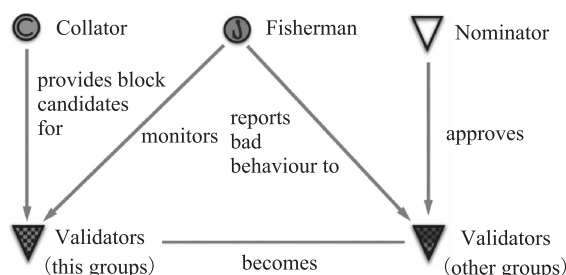 C Collator
J Fisherman
Nominator
provides block
candidates
for
monitors
reports
bad
behaviour to
approves
Validators
(this groups)
becomes
Validators
(other groups)